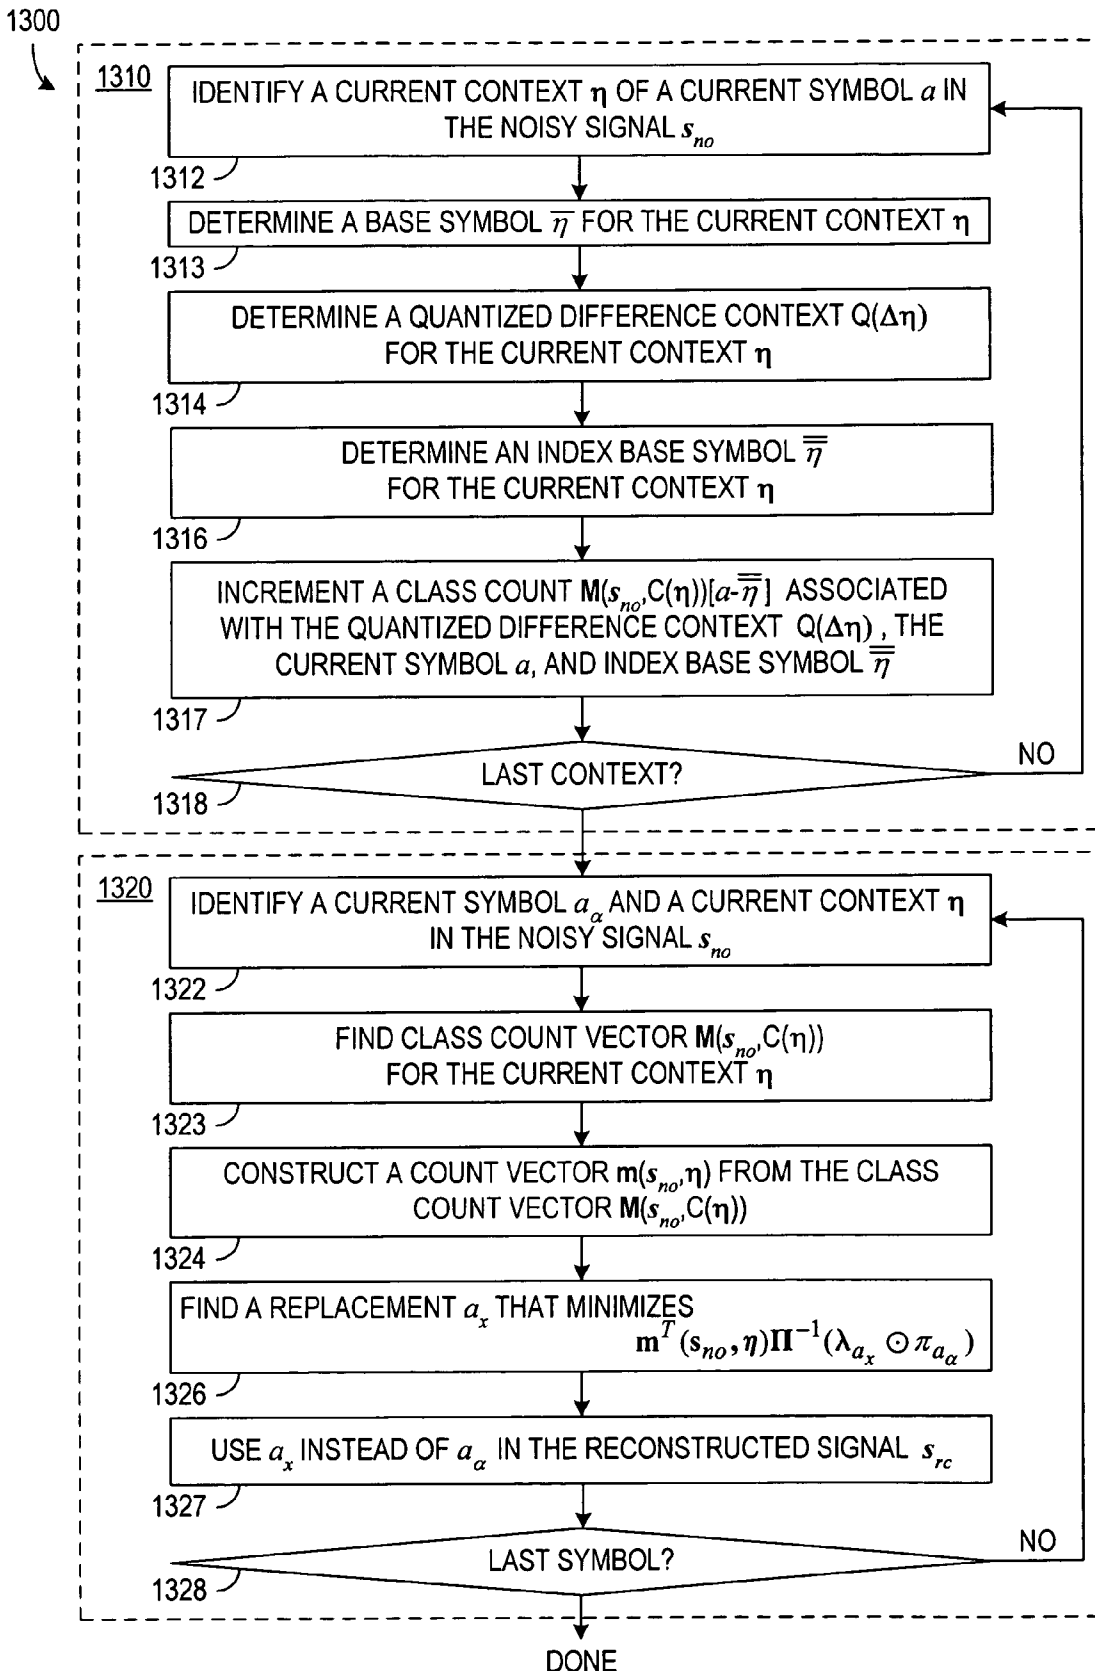 1300
1310
IDENTIFY A CURRENT CONTEXT η OF A CURRENT SYMBOL a IN
THE NOISY SIGNAL s_no
1312
DETERMINE A BASE SYMBOL η̅ FOR THE CURRENT CONTEXT η
1313
DETERMINE A QUANTIZED DIFFERENCE CONTEXT Q(Δη)
FOR THE CURRENT CONTEXT η
1314
DETERMINE AN INDEX BASE SYMBOL η̿
FOR THE CURRENT CONTEXT η
1316
INCREMENT A CLASS COUNT M(s_no,C(η))[a-η̿] ASSOCIATED
WITH THE QUANTIZED DIFFERENCE CONTEXT Q(Δη), THE
CURRENT SYMBOL a, AND INDEX BASE SYMBOL η̿
1317
LAST CONTEXT?
NO
1318
1320
IDENTIFY A CURRENT SYMBOL a_α AND A CURRENT CONTEXT η
IN THE NOISY SIGNAL s_no
1322
FIND CLASS COUNT VECTOR M(s_no,C(η))
FOR THE CURRENT CONTEXT η
1323
CONSTRUCT A COUNT VECTOR m(s_no,η) FROM THE CLASS
COUNT VECTOR M(s_no,C(η))
1324
FIND A REPLACEMENT a_x THAT MINIMIZES
m^T(s_no,η)Π^-1(λ_a_x ⊙ π_a_α)
1326
USE a_x INSTEAD OF a_α IN THE RECONSTRUCTED SIGNAL s_rc
1327
LAST SYMBOL?
NO
1328
DONE